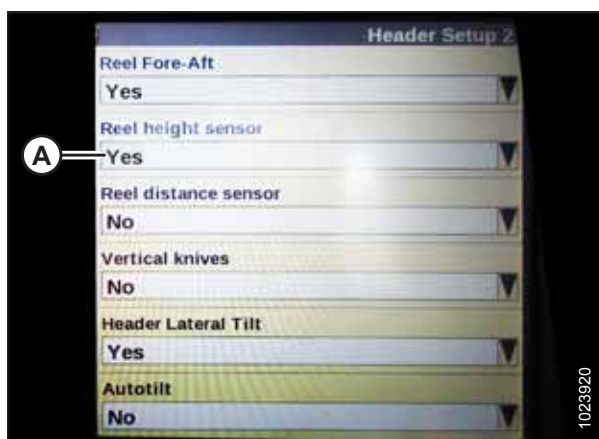 Header Setup 2
Reel Fore-Aft
Yes
Reel height sensor
A
Yes
Reel distance sensor
No
Vertical knives
No
Header Lateral Tilt
Yes
Autotilt
No
1023920